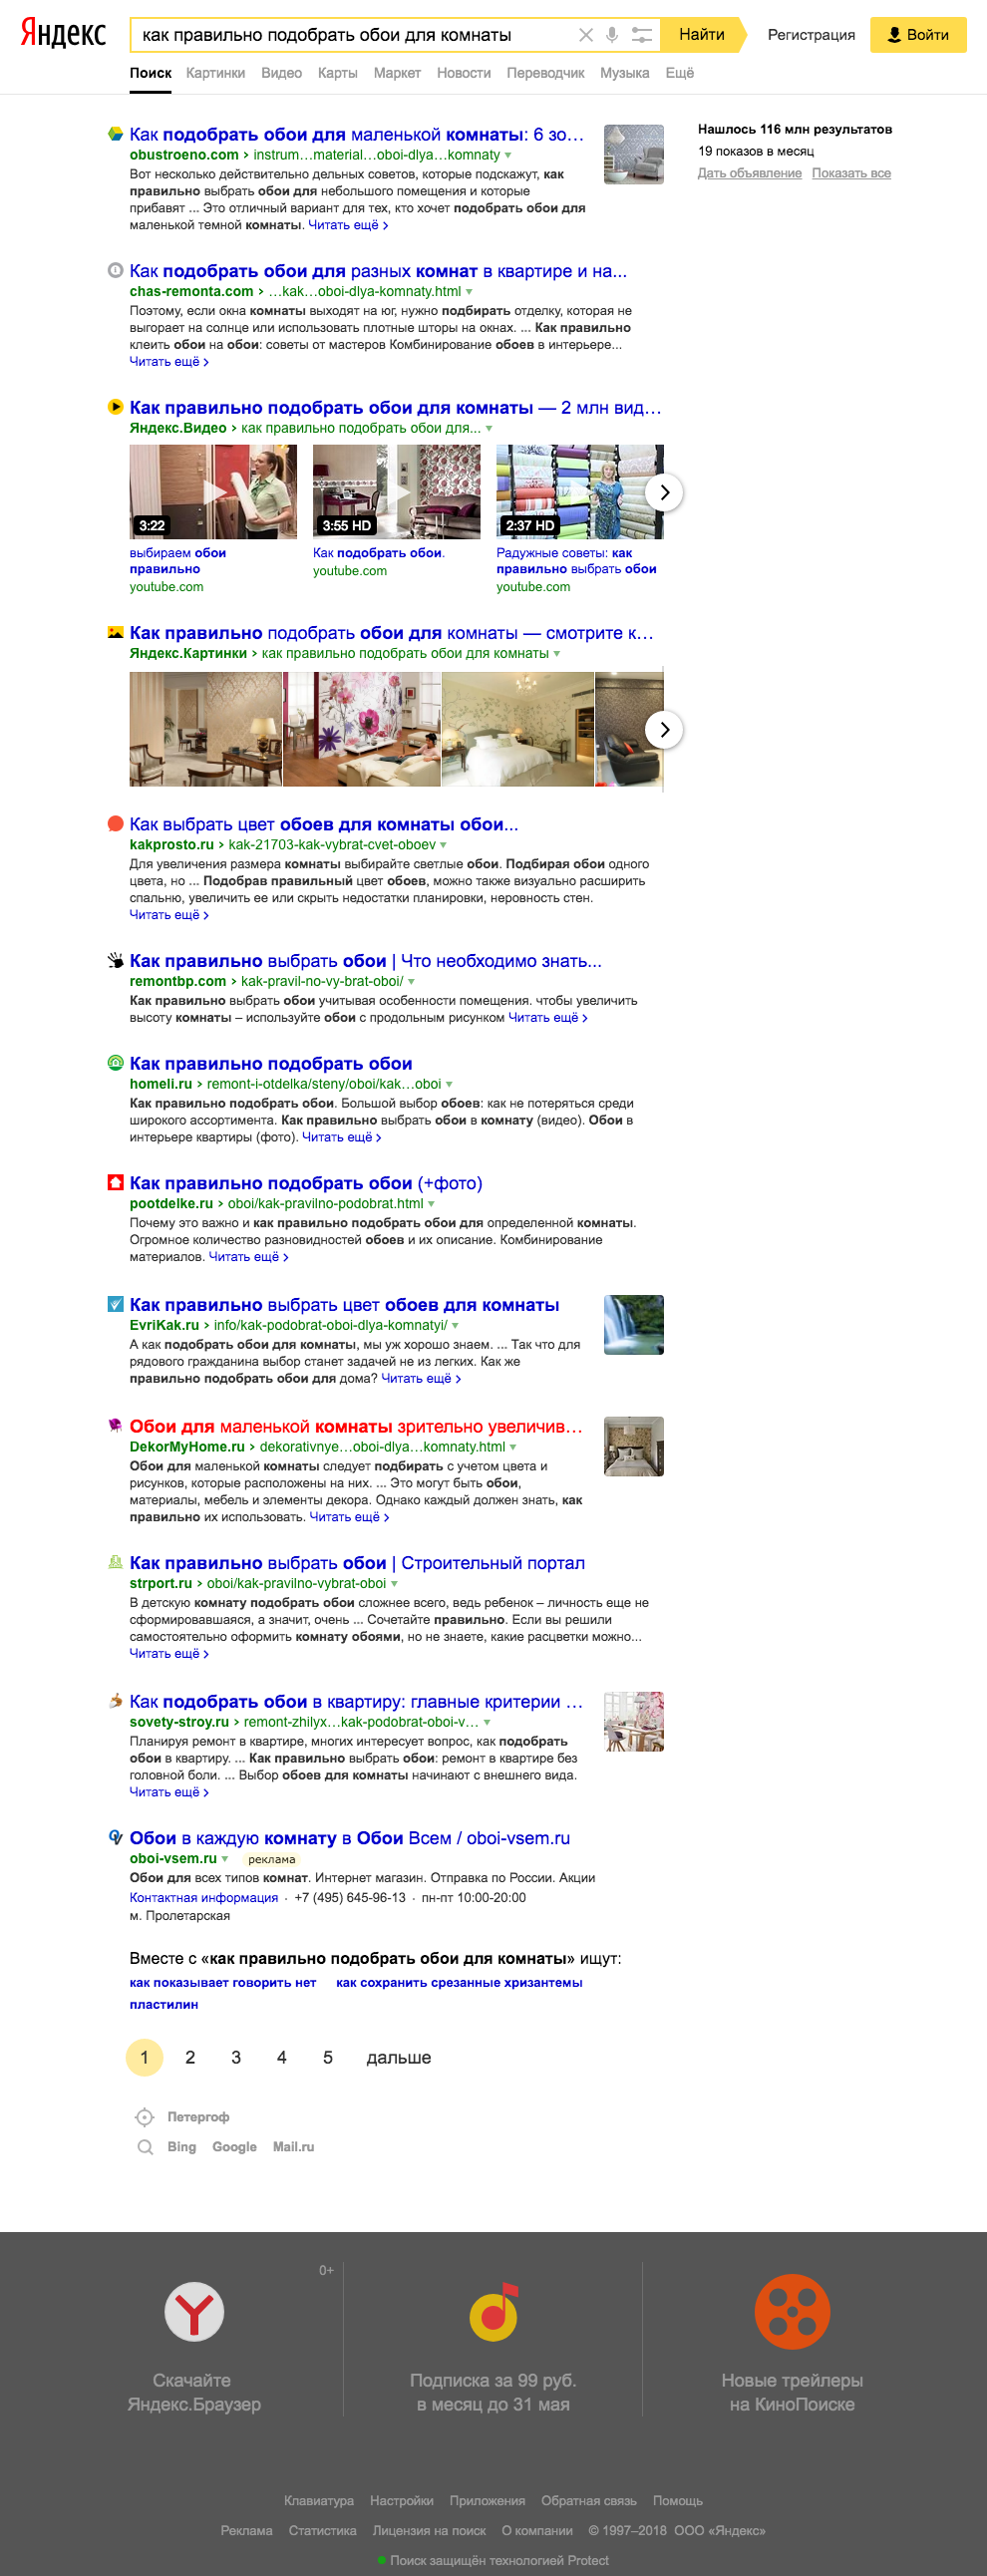 Яндекс
как правильно подобрать обои для комнаты
Найти
Регистрация
Войти
Поиск Картинки Видео Карты Маркет Новости Переводчик Музыка Ещё
Как подобрать обои для маленькой комнаты: 6 зо...
obustroeno.com › instrum...material...oboi-dlya...komnaty
Вот несколько действительно дельных советов, которые подскажут, как
правильно выбрать обои для небольшого помещения и которые
прибавят ... Это отличный вариант для тех, кто хочет подобрать обои для
маленькой темной комнаты. Читать ещё ›
Нашлось 116 млн результатов
19 показов в месяц
Дать объявление Показать все
Как подобрать обои для разных комнат в квартире и на...
chas-remonta.com › ...kak...oboi-dlya-komnaty.html
Поэтому, если окна комнаты выходят на юг, нужно подбирать отделку, которая не
выгорает на солнце или использовать плотные шторы на окнах. ... Как правильно
клеить обои на обои: советы от мастеров Комбинирование обоев в интерьере...
Читать ещё ›
Как правильно подобрать обои для комнаты — 2 млн вид...
Яндекс.Видео › как правильно подобрать обои для...
3:22
3:55 HD
2:37 HD
выбираем обои
правильно
youtube.com
Как подобрать обои.
youtube.com
Радужные советы: как
правильно выбрать обои
youtube.com
Как правильно подобрать обои для комнаты — смотрите к...
Яндекс.Картинки › как правильно подобрать обои для комнаты
Как выбрать цвет обоев для комнаты обои...
kakprosto.ru › kak-21703-kak-vybrat-cvet-oboev
Для увеличения размера комнаты выбирайте светлые обои. Подбирая обои одного
цвета, но ... Подобрав правильный цвет обоев, можно также визуально расширить
спальню, увеличить ее или скрыть недостатки планировки, неровность стен.
Читать ещё ›
Как правильно выбрать обои | Что необходимо знать...
remontbp.com › kak-pravil-no-vy-brat-oboi/
Как правильно выбрать обои учитывая особенности помещения. чтобы увеличить
высоту комнаты – используйте обои с продольным рисунком Читать ещё ›
Как правильно подобрать обои
homeli.ru › remont-i-otdelka/steny/oboi/kak...oboi
Как правильно подобрать обои. Большой выбор обоев: как не потеряться среди
широкого ассортимента. Как правильно выбрать обои в комнату (видео). Обои в
интерьере квартиры (фото). Читать ещё ›
Как правильно подобрать обои (+фото)
pootdelke.ru › oboi/kak-pravilno-podobrat.html
Почему это важно и как правильно подобрать обои для определенной комнаты.
Огромное количество разновидностей обоев и их описание. Комбинирование
материалов. Читать ещё ›
Как правильно выбрать цвет обоев для комнаты
EvriKak.ru › info/kak-podobrat-oboi-dlya-komnatyi/
А как подобрать обои для комнаты, мы уж хорошо знаем. ... Так что для
рядового гражданина выбор станет задачей не из легких. Как же
правильно подобрать обои для дома? Читать ещё ›
Обои для маленькой комнаты зрительно увеличив...
DekorMyHome.ru › dekorativnye...oboi-dlya...komnaty.html
Обои для маленькой комнаты следует подбирать с учетом цвета и
рисунков, которые расположены на них. ... Это могут быть обои,
материалы, мебель и элементы декора. Однако каждый должен знать, как
правильно их использовать. Читать ещё ›
Как правильно выбрать обои | Строительный портал
strport.ru › oboi/kak-pravilno-vybrat-oboi
В детскую комнату подобрать обои сложнее всего, ведь ребенок – личность еще не
сформировавшаяся, а значит, очень ... Сочетайте правильно. Если вы решили
самостоятельно оформить комнату обоями, но не знаете, какие расцветки можно...
Читать ещё ›
Как подобрать обои в квартиру: главные критерии ...
sovety-stroy.ru › remont-zhilyx...kak-podobrat-oboi-v...
Планируя ремонт в квартире, многих интересует вопрос, как подобрать
обои в квартиру. ... Как правильно выбрать обои: ремонт в квартире без
головной боли. ... Выбор обоев для комнаты начинают с внешнего вида.
Читать ещё ›
Обои в каждую комнату в Обои Всем / oboi-vsem.ru
oboi-vsem.ru реклама
Обои для всех типов комнат. Интернет магазин. Отправка по России. Акции
Контактная информация · +7 (495) 645-96-13 · пн-пт 10:00-20:00
м. Пролетарская
Вместе с «как правильно подобрать обои для комнаты» ищут:
как показывает говорить нет как сохранить срезанные хризантемы
пластилин
1 2 3 4 5 дальше
Петергоф
Bing Google Mail.ru
0+
Скачайте
Яндекс.Браузер
Подписка за 99 руб.
в месяц до 31 мая
Новые трейлеры
на КиноПоиске
Клавиатура Настройки Приложения Обратная связь Помощь
Реклама Статистика Лицензия на поиск О компании © 1997–2018 ООО «Яндекс»
Поиск защищён технологией Protect